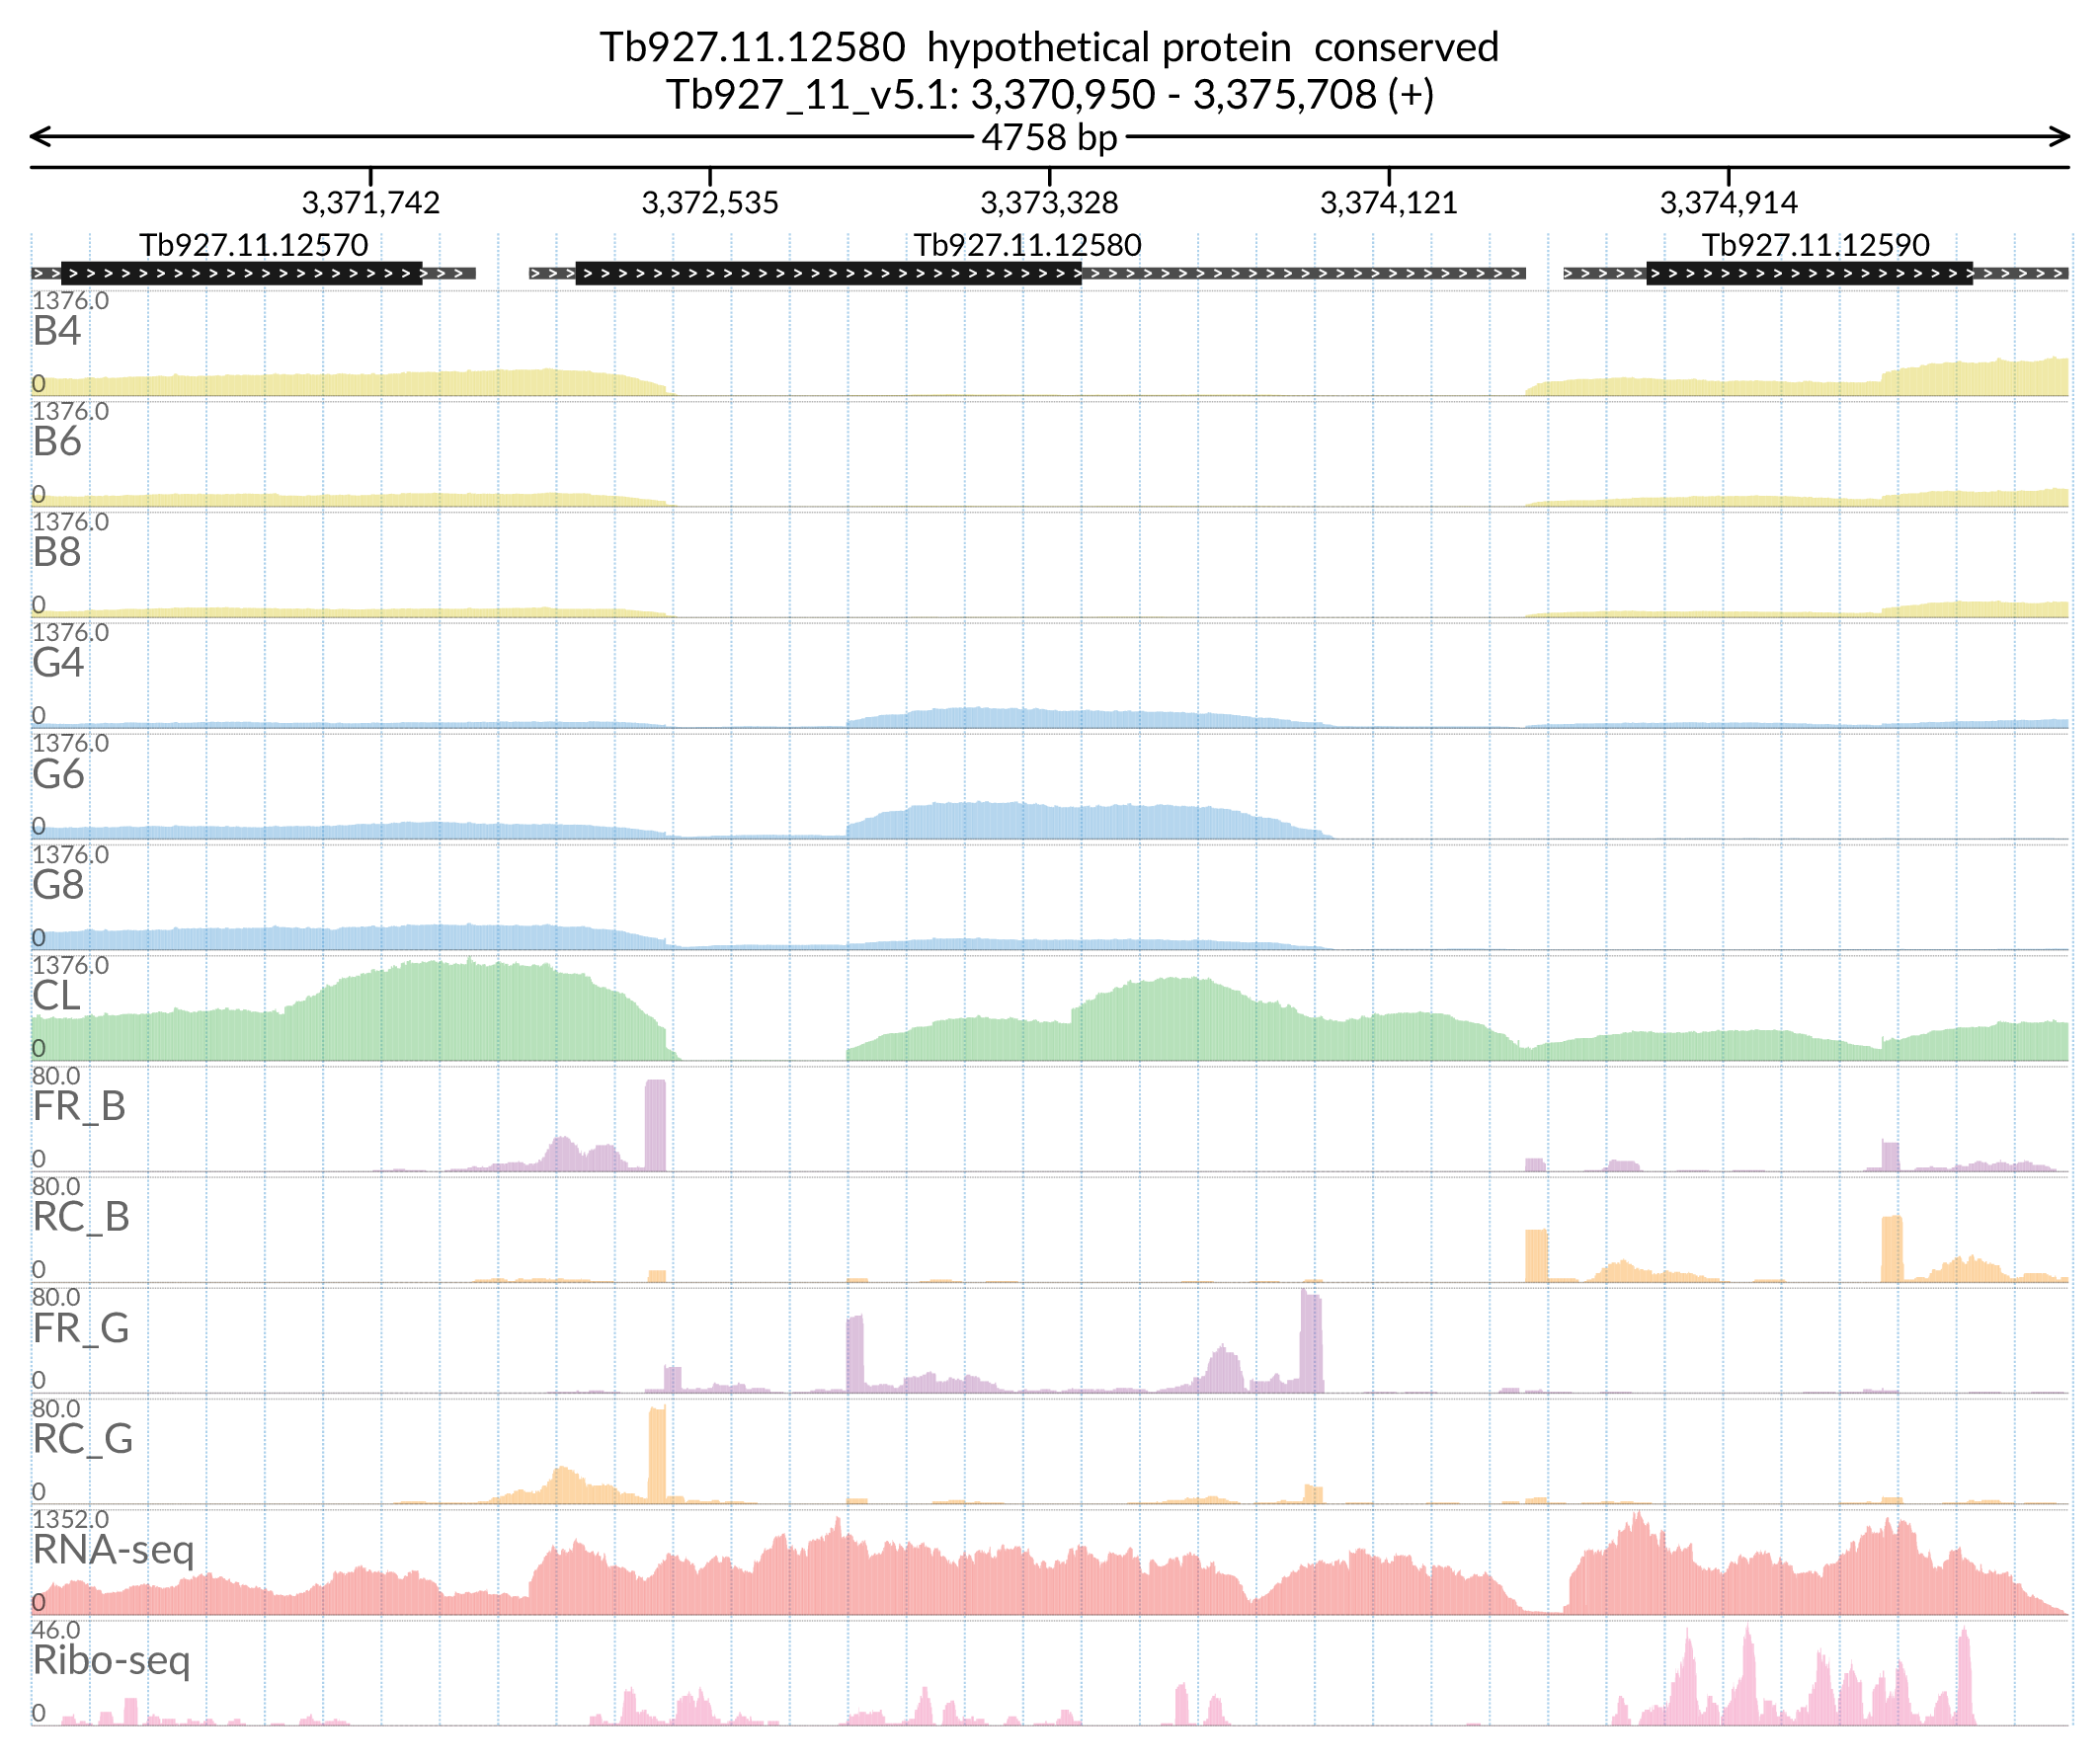 Tb927.11.12580 hypothetical protein conserved
Tb927_11_v5.1: 3,370,950 - 3,375,708 (+)
4758 bp
3,371,742 3,372,535 3,373,328 3,374,121 3,374,914
Tb927.11.12570 Tb927.11.12580 Tb927.11.12590
1376.0
B4
0
1376.0
B6
0
1376.0
B8
0
1376.0
G4
0
1376.0
G6
0
1376.0
G8
0
1376.0
CL
0
80.0
FR_B
0
80.0
RC_B
0
80.0
FR_G
0
80.0
RC_G
0
1352.0
RNA-seq
0
46.0
Ribo-seq
0